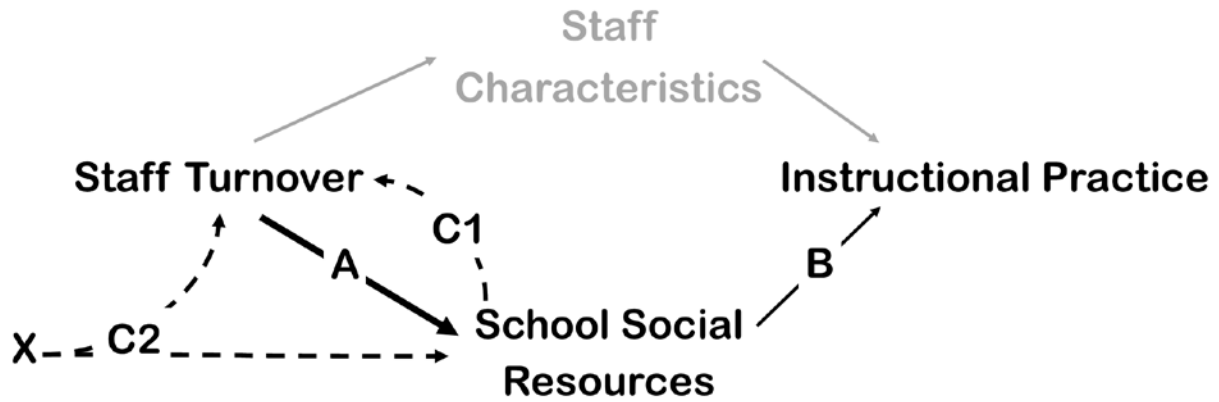 Staff
Characteristics
Staff Turnover
Instructional Practice
C1
A
B
School Social
Resources
X
C2